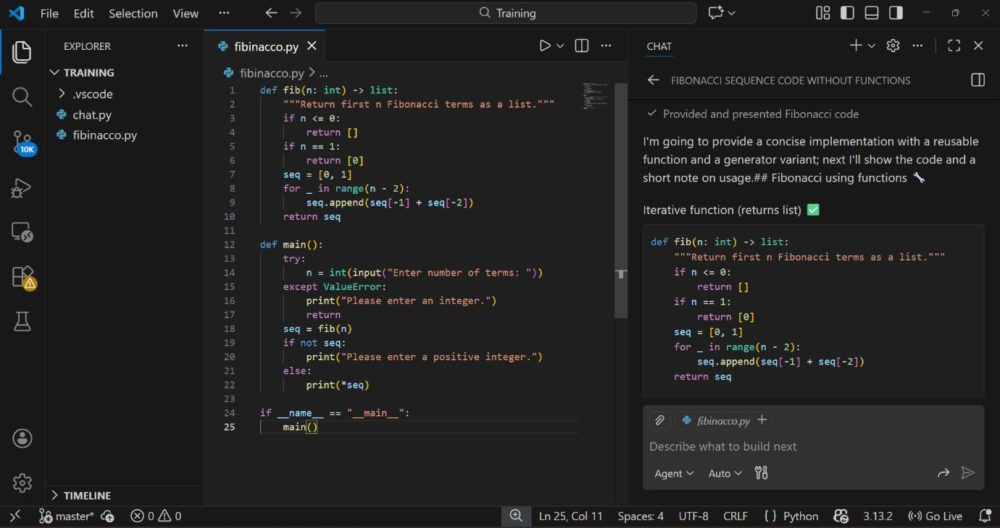 File Edit Selection View ... Training
EXPLORER ...
TRAINING
.vscode
chat.py
fibinacco.py
10K
TIMELINE
fibinacco.py
fibinacco.py > ...
1 def fib(n: int) -> list:
2 """Return first n Fibonacci terms as a list."""
3 if n <= 0:
4 return []
5 if n == 1:
6 return [0]
7 seq = [0, 1]
8 for _ in range(n - 2):
9 seq.append(seq[-1] + seq[-2])
10 return seq
11
12 def main():
13 try:
14 n = int(input("Enter number of terms: "))
15 except ValueError:
16 print("Please enter an integer.")
17 return
18 seq = fib(n)
19 if not seq:
20 print("Please enter a positive integer.")
21 else:
22 print(*seq)
23
24 if __name__ == "__main__":
25 main()
CHAT
FIBONACCI SEQUENCE CODE WITHOUT FUNCTIONS
Provided and presented Fibonacci code
I'm going to provide a concise implementation with a reusable
function and a generator variant; next I'll show the code and a
short note on usage.## Fibonacci using functions 🔧
Iterative function (returns list) ✅
def fib(n: int) -> list:
"""Return first n Fibonacci terms as a list."""
if n <= 0:
return []
if n == 1:
return [0]
seq = [0, 1]
for _ in range(n - 2):
seq.append(seq[-1] + seq[-2])
return seq
fibinacco.py +
Describe what to build next
Agent Auto
master* 0 0 Ln 25, Col 11 Spaces: 4 UTF-8 CRLF {} Python 3.13.2 Go Live